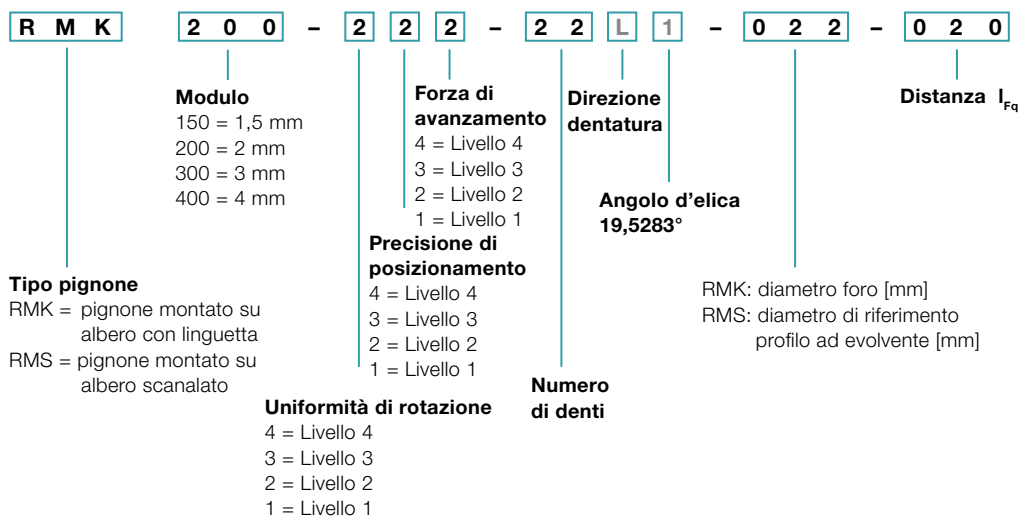 R M K 2 0 0 – 2 2 2 – 2 2 L 1 – 0 2 2 – 0 2 0
Modulo
150 = 1,5 mm
200 = 2 mm
300 = 3 mm
400 = 4 mm
Forza di
avanzamento
4 = Livello 4
3 = Livello 3
2 = Livello 2
1 = Livello 1
Direzione
dentatura
Distanza lFq
Angolo d’elica
19,5283°
Tipo pignone
RMK = pignone montato su
albero con linguetta
RMS = pignone montato su
albero scanalato
Precisione di
posizionamento
4 = Livello 4
3 = Livello 3
2 = Livello 2
1 = Livello 1
RMK: diametro foro [mm]
RMS: diametro di riferimento
profilo ad evolvente [mm]
Numero
di denti
Uniformità di rotazione
4 = Livello 4
3 = Livello 3
2 = Livello 2
1 = Livello 1